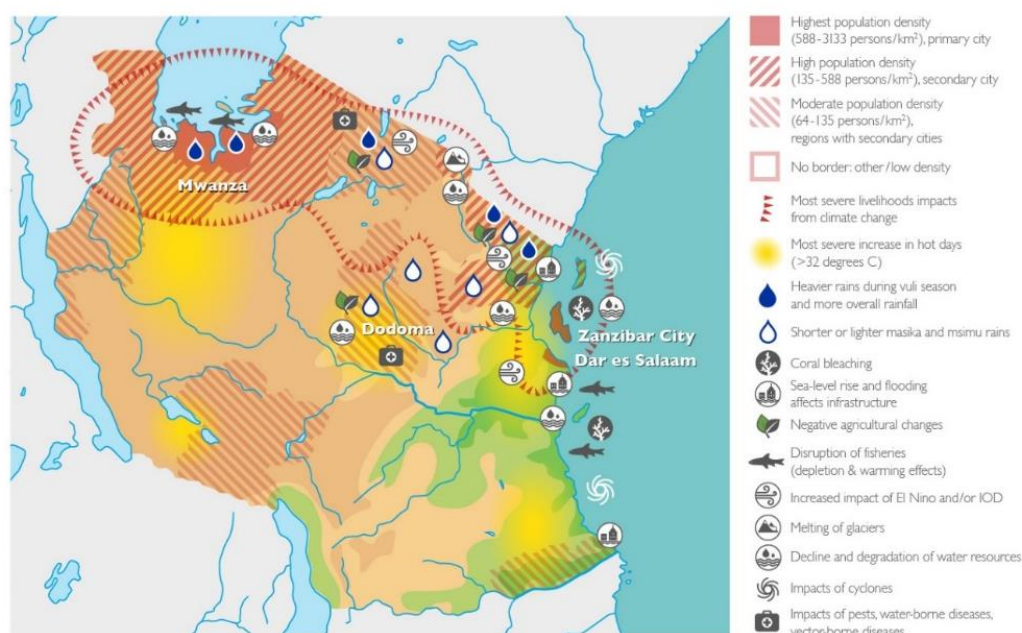 Mwanza
Dodoma
Zanzibar City
Dar es Salaam
Highest population density
(588-3133 persons/km²), primary city
High population density
(135-588 persons/km²), secondary city
Moderate population density
(64-135 persons/km²),
regions with secondary cities
No border: other/low density
Most severe livelihoods impacts
from climate change
Most severe increase in hot days
(>32 degrees C)
Heavier rains during vuli season
and more overall rainfall
Shorter or lighter masika and msimu rains
Coral bleaching
Sea-level rise and flooding
affects infrastructure
Negative agricultural changes
Disruption of fisheries
(depletion & warming effects)
Increased impact of El Nino and/or IOD
Melting of glaciers
Decline and degradation of water resources
Impacts of cyclones
Impacts of pests, water-borne diseases,
vector-borne diseases